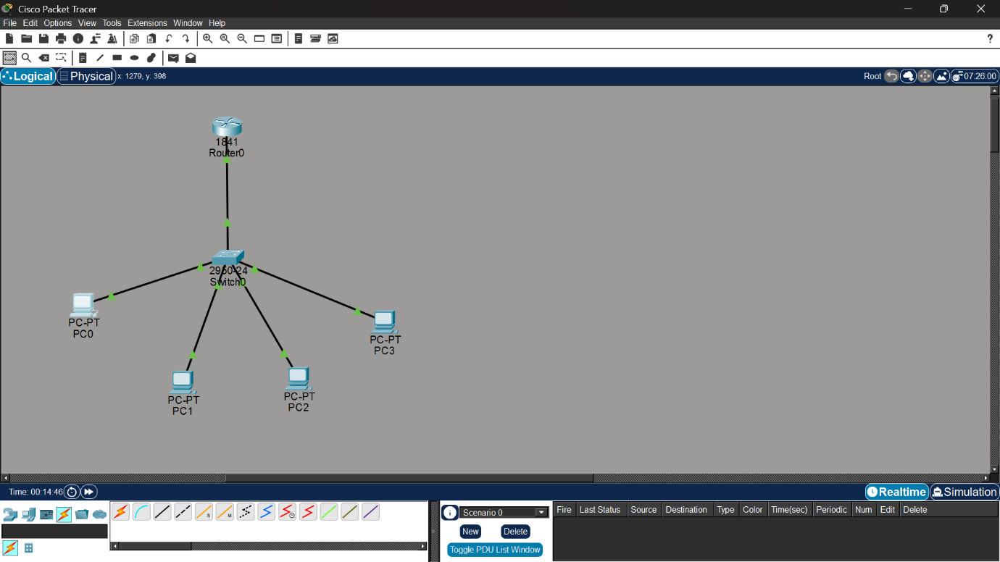 Cisco Packet Tracer
File Edit Options View Tools Extensions Window Help
?
Logical Physical x: 1279, y: 398 Root 07:26:00
1841
Router0
2950-24
Switch0
PC-PT
PC0
PC-PT
PC3
PC-PT
PC1
PC-PT
PC2
Time: 00:14:46 Realtime Simulation
S M
Scenario 0
New Delete
Toggle PDU List Window
Fire Last Status Source Destination Type Color Time(sec) Periodic Num Edit Delete